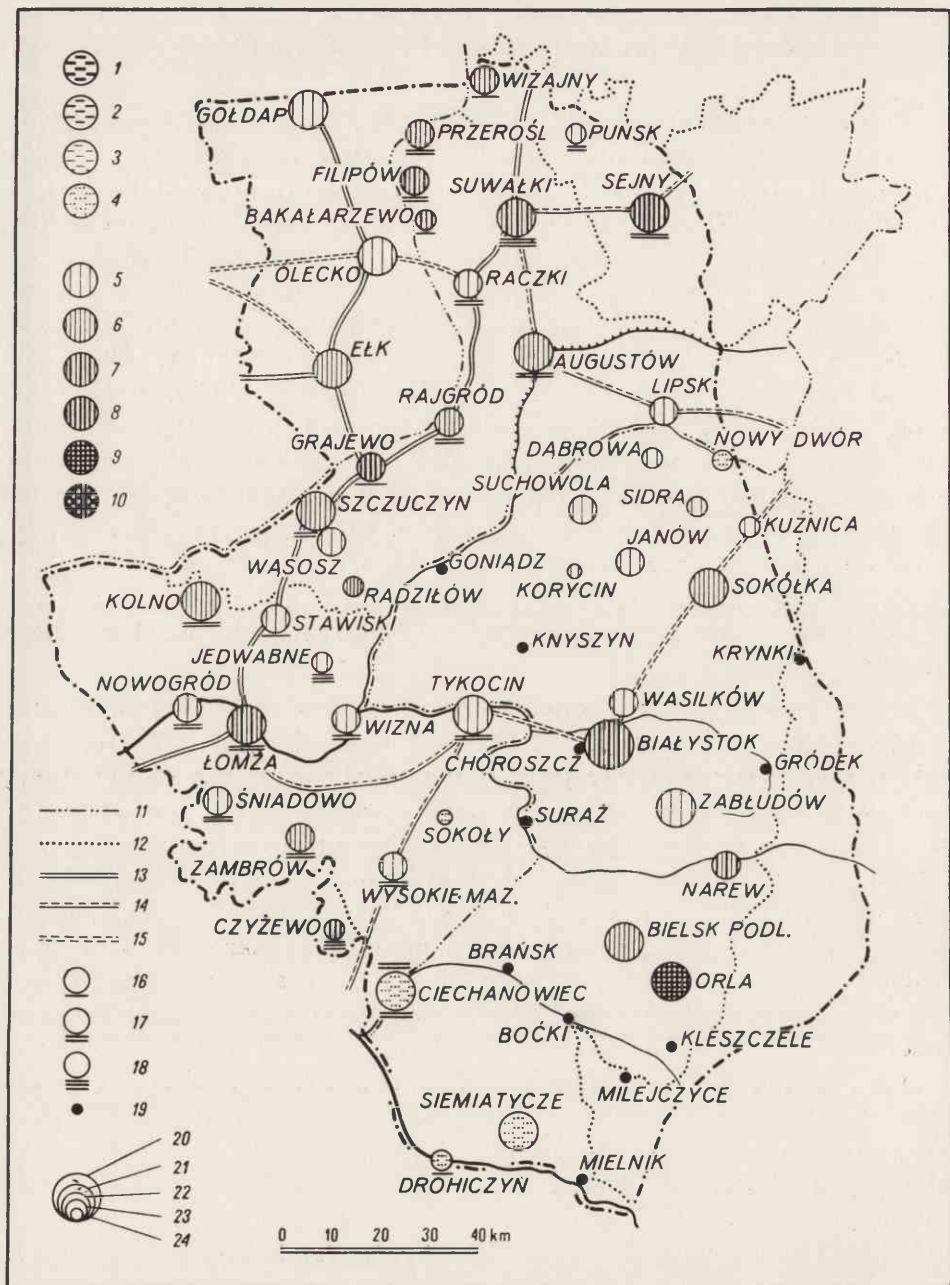 1
2
3
4
5
6
7
8
9
10
11
12
13
14
15
16
17
18
19
20
21
22
23
24
WIŻAJNY
GOŁDAP
PRZEROŚL
PUŃSK
FILIPÓW
SUWAŁKI
SEJNY
BAKAŁARZEWO
OLECKO
RACZKI
EŁK
AUGUSTÓW
RAJGRÓD
LIPSK
GRAJEWO
DĄBROWA
NOWY DWÓR
SUCHOWOLA
SIDRA
SZCZUCZYN
KUZNICA
WĄSOSZ
GONIĄDZ
JANÓW
KOLNO
RADZIŁÓW
KORYCIN
SOKÓŁKA
STAWISKI
JEDWABNE
KNYSZYN
KRYNKI
NOWOGRÓD
TYKOCIN
WASILKÓW
WIZNA
BIAŁYSTOK
ŁOMŻA
CHOROSZCZ
GRÓDEK
ŚNIADOWO
ZABŁUDÓW
SOKOŁY
SURAŻ
ZAMBRÓW
WYSOKIE MAZ.
NAREW
CZYŻEWO
BIELSK PODL.
BRAŃSK
CIECHANOWIEC
ORLA
BOĆKI
KLESZCZELE
MILEJCZYCE
SIEMIATYCZE
DROHICZYN
MIELNIK
0 10 20 30 40 km